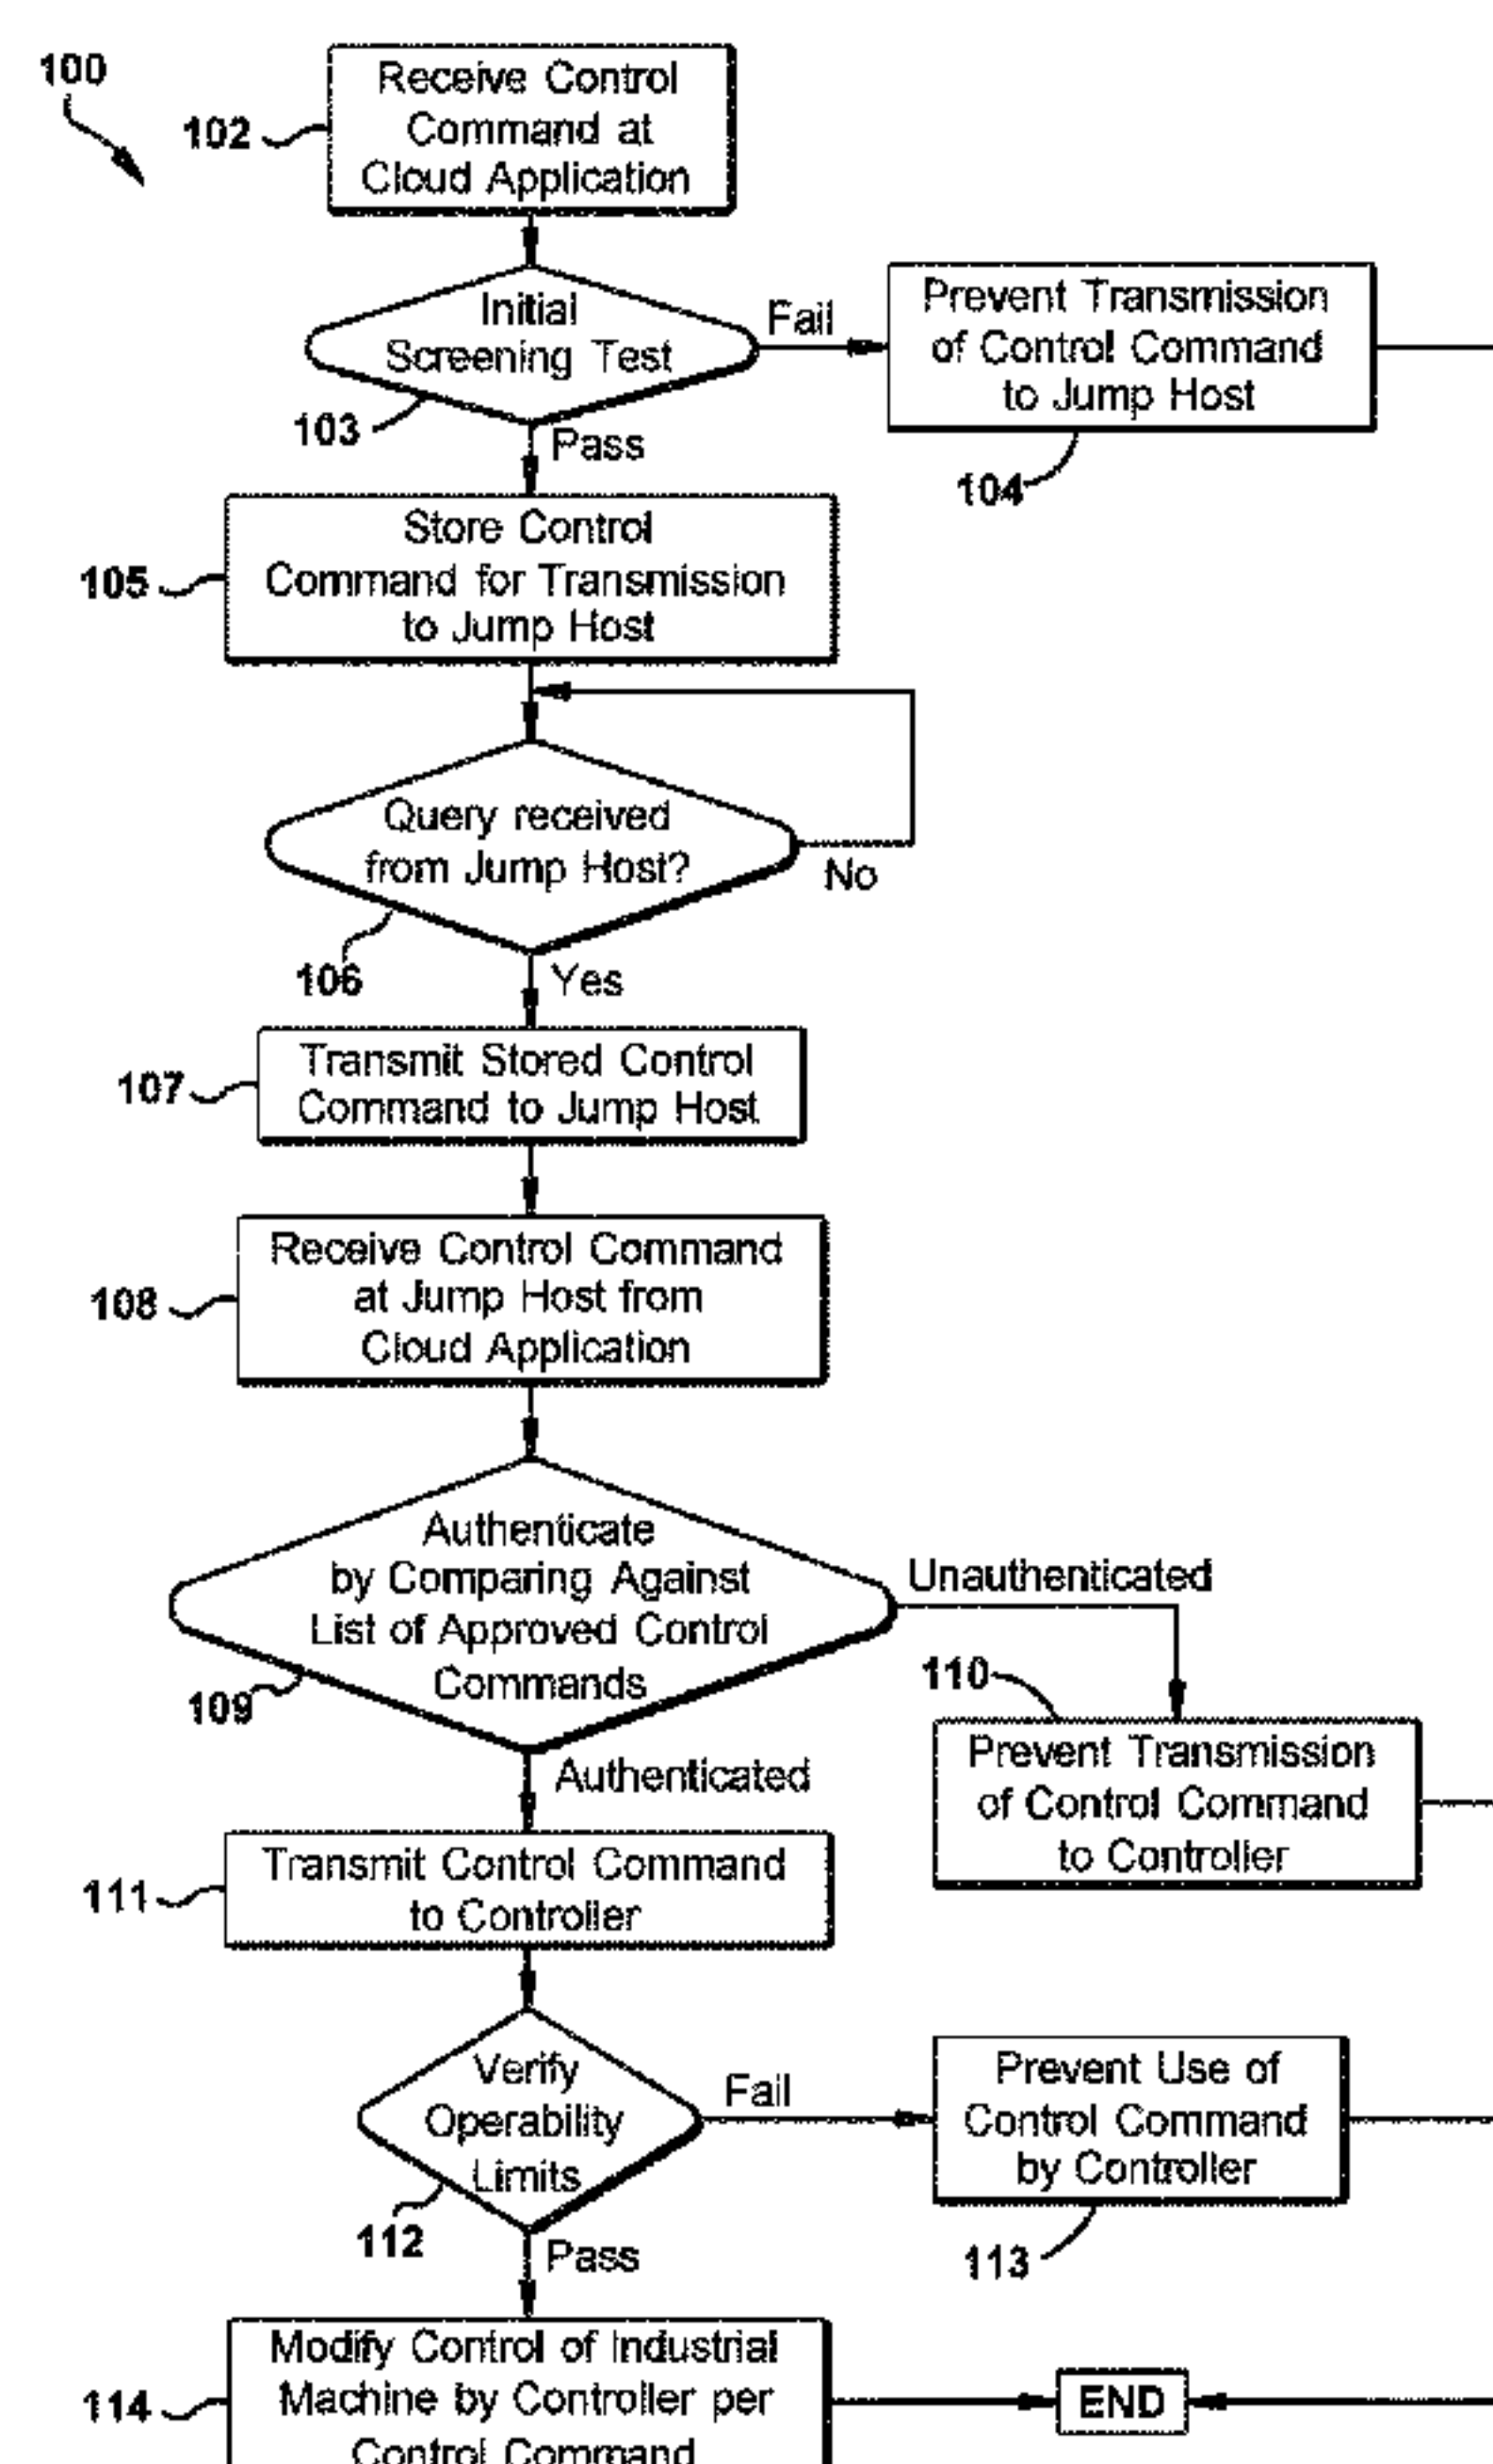 100
102
Receive Control
Command at
Cloud Application
Initial
Screening Test
103
Fail
Prevent Transmission
of Control Command
to Jump Host
104
Pass
105
Store Control
Command for Transmission
to Jump Host
Query received
from Jump Host?
106
No
Yes
107
Transmit Stored Control
Command to Jump Host
108
Receive Control Command
at Jump Host from
Cloud Application
Authenticate
by Comparing Against
List of Approved Control
Commands
109
Unauthenticated
110
Prevent Transmission
of Control Command
to Controller
Authenticated
111
Transmit Control Command
to Controller
Verify
Operability
Limits
112
Fail
Prevent Use of
Control Command
by Controller
113
Pass
114
Modify Control of Industrial
Machine by Controller per
Control Command
END